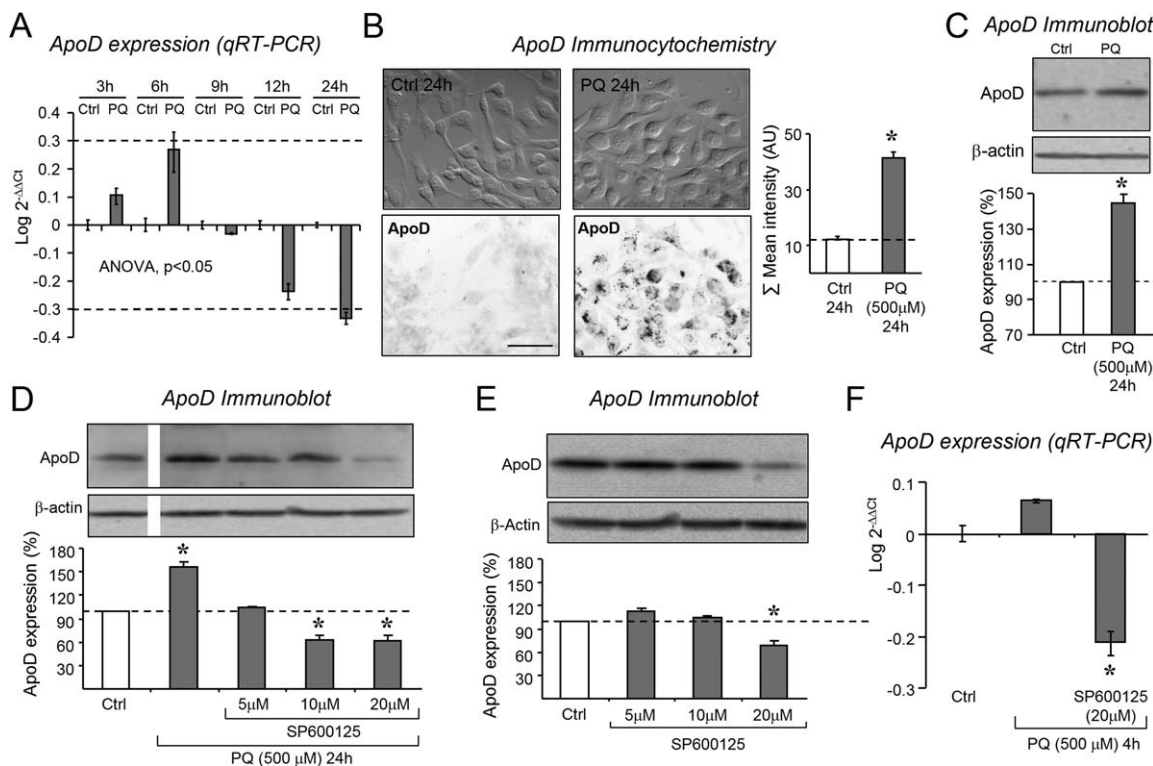 A
ApoD expression (qRT-PCR)
3h 6h 9h 12h 24h
Ctrl PQ Ctrl PQ Ctrl PQ Ctrl PQ Ctrl PQ
0.4
0.3
0.2
0.1
0
-0.1
-0.2
-0.3
-0.4
Log 2-ΔΔCt
ANOVA, p<0.05
B
ApoD Immunocytochemistry
Ctrl 24h
PQ 24h
ApoD
ApoD
Σ Mean intensity (AU)
50
30
10
*
Ctrl
24h
PQ
(500μM)
24h
C
ApoD Immunoblot
Ctrl PQ
ApoD
β-actin
ApoD expression (%)
150
130
110
90
70
*
Ctrl
PQ
(500μM)
24h
D
ApoD Immunoblot
ApoD
β-actin
ApoD expression (%)
180
150
120
90
60
30
*
* *
Ctrl
5μM 10μM 20μM
SP600125
PQ (500 μM) 24h
E
ApoD Immunoblot
ApoD
β-Actin
ApoD expression (%)
180
150
120
90
60
30
*
Ctrl 5μM 10μM 20μM
SP600125
F
ApoD expression (qRT-PCR)
Log 2-ΔΔCt
0.1
0
-0.1
-0.2
-0.3
*
Ctrl
SP600125
(20μM)
PQ (500 μM) 4h